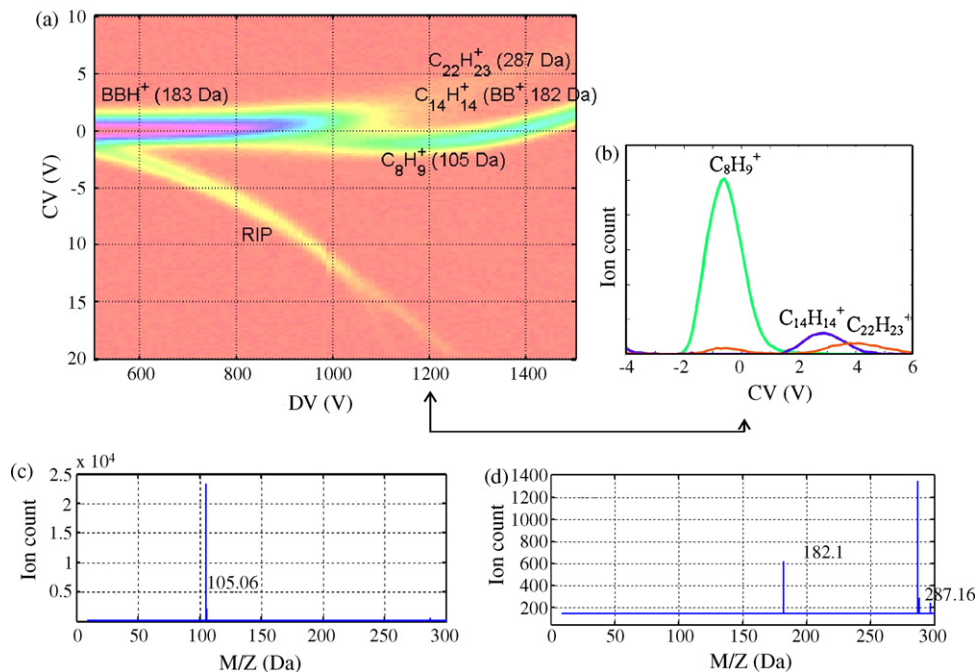 (a)
10
5
0
-5
10
15
20
CV (V)
C22H23+ (287 Da)
BBH+ (183 Da)
C14H14+ (BB+, 182 Da)
C8H9+ (105 Da)
RIP
600 800 1000 1200 1400
DV (V)
(b)
C8H9+
C14H14+
C22H23+
Ion count
-4 -2 0 2 4 6
CV (V)
(c)
x 10^4
2.5
2
1.5
1
0.5
Ion count
105.06
0 50 100 150 200 250 300
M/Z (Da)
(d)
1400
1200
1000
800
600
400
200
Ion count
182.1
287.16
0 50 100 150 200 250 300
M/Z (Da)